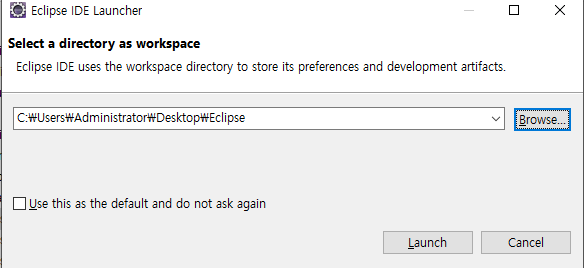 Eclipse IDE Launcher
Select a directory as workspace
Eclipse IDE uses the workspace directory to store its preferences and development artifacts.
C:₩Users₩Administrator₩Desktop₩Eclipse
Browse...
Use this as the default and do not ask again
Launch
Cancel